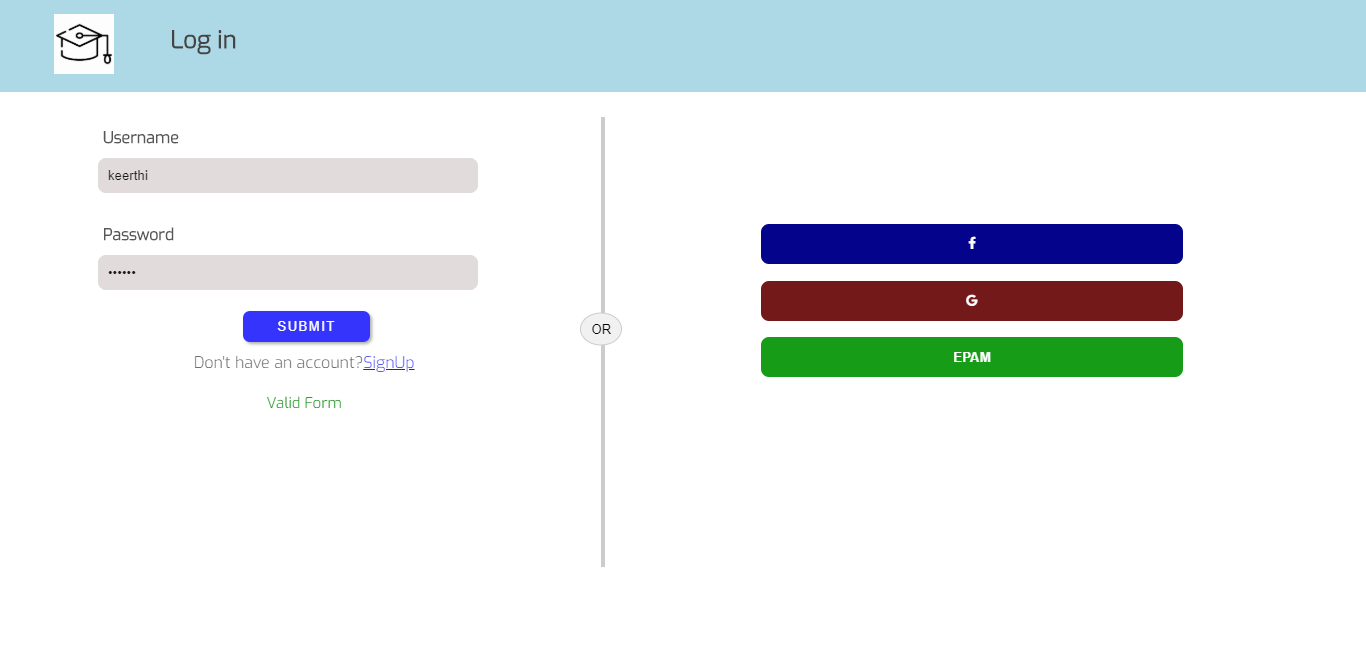 Log in
Username
keerthi
Password
••••••
SUBMIT
Don't have an account?SignUp
Valid Form
OR
f
G
EPAM